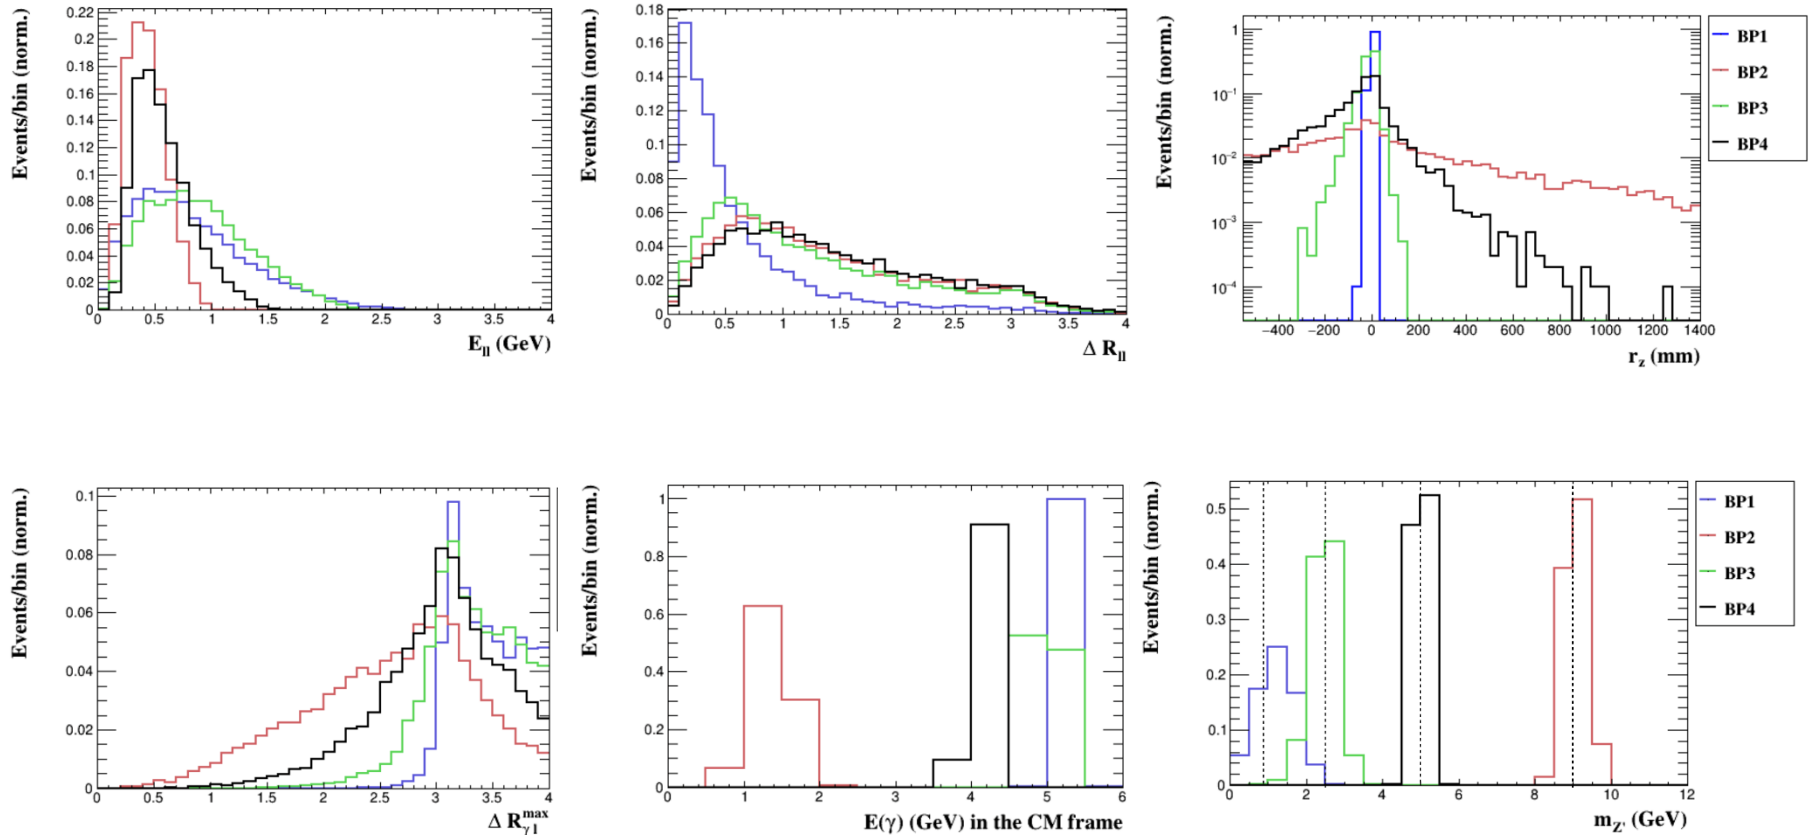 Events/bin (norm.)
0.22
0.2
0.18
0.16
0.14
0.12
0.1
0.08
0.06
0.04
0.02
0
0 0.5 1 1.5 2 2.5 3 3.5 4
E_ll (GeV)
Events/bin (norm.)
0.18
0.16
0.14
0.12
0.1
0.08
0.06
0.04
0.02
0
0 0.5 1 1.5 2 2.5 3 3.5 4
Δ R_ll
Events/bin (norm.)
1
10⁻¹
10⁻²
10⁻³
10⁻⁴
−400 −200 0 200 400 600 800 1000 1200 1400
r_z (mm)
BP1
BP2
BP3
BP4
Events/bin (norm.)
0.1
0.08
0.06
0.04
0.02
0
0 0.5 1 1.5 2 2.5 3 3.5 4
Δ R_γl^max
Events/bin (norm.)
1
0.8
0.6
0.4
0.2
0
0 1 2 3 4 5 6
E(γ) (GeV) in the CM frame
Events/bin (norm.)
0.5
0.4
0.3
0.2
0.1
0
0 2 4 6 8 10 12
m_Z' (GeV)
BP1
BP2
BP3
BP4